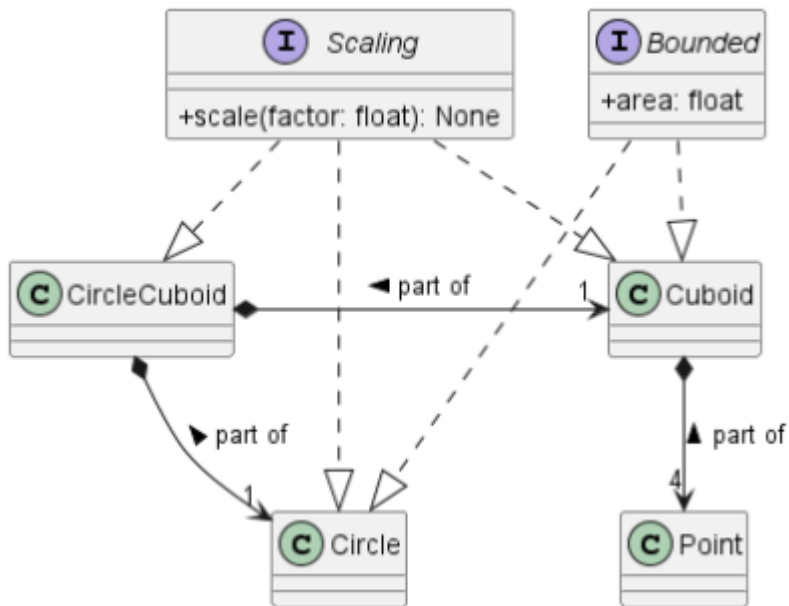 I Scaling
+scale(factor: float): None
I Bounded
+area: float
C CircleCuboid
part of
1
C Cuboid
part of
1
part of
4
C Circle
C Point